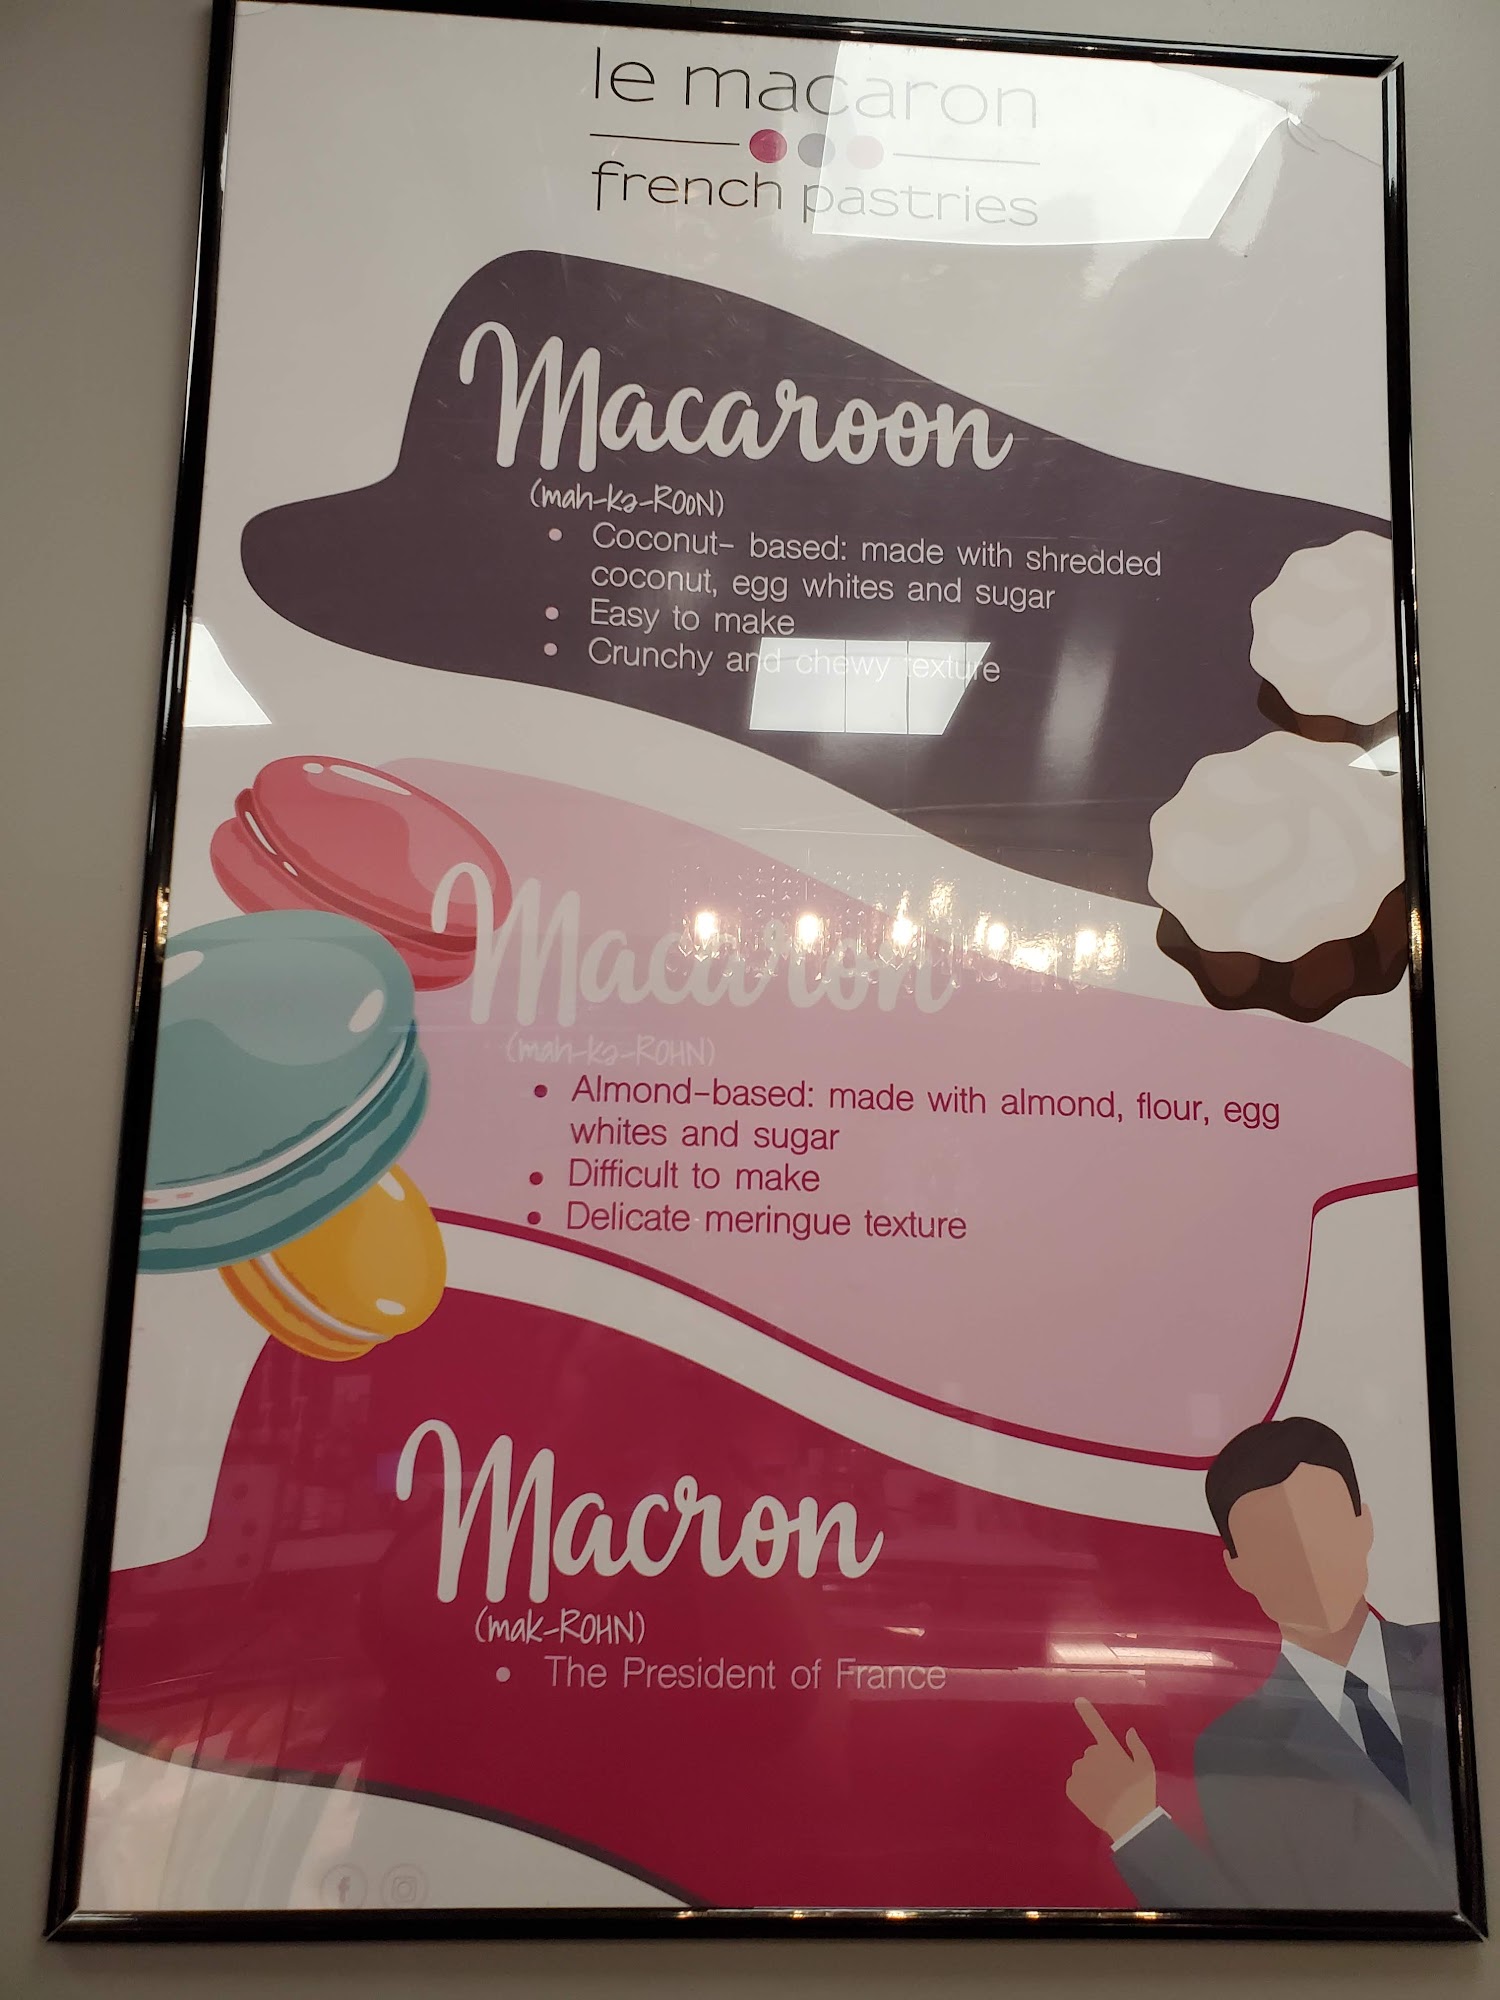 le macaron
french pastries
Macaroon
(mah-kə-ROON)
• Coconut- based: made with shredded
coconut, egg whites and sugar
• Easy to make
• Crunchy and chewy texture
Macaron
(mah-kə-ROHN)
• Almond-based: made with almond, flour, egg
whites and sugar
• Difficult to make
• Delicate meringue texture
Macron
(mak-ROHN)
• The President of France
f